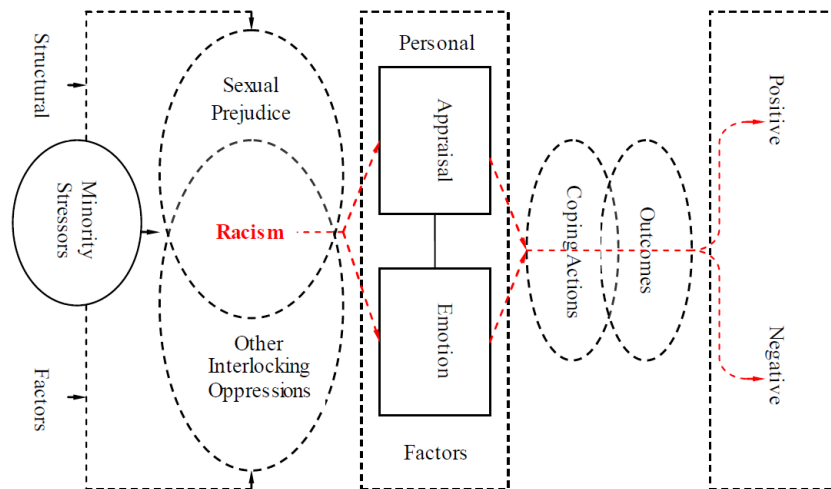 Structural
Factors
Minority
Stressors
Sexual
Prejudice
Racism
Other
Interlocking
Oppressions
Personal
Appraisal
Emotion
Factors
Coping Actions
Outcomes
Positive
Negative